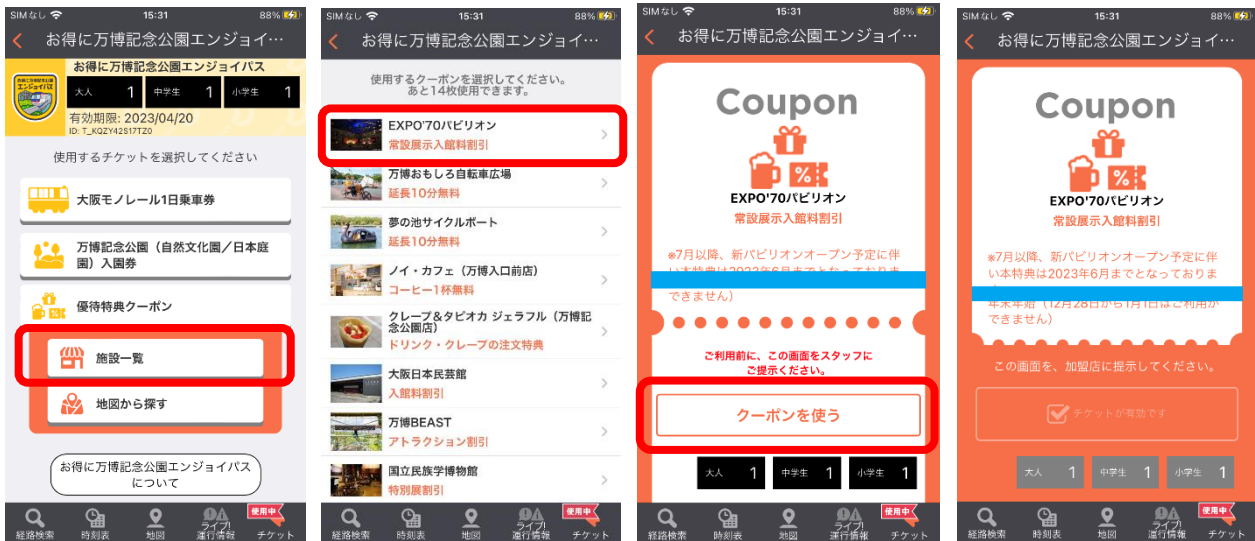 SIMなし 15:31 88%
お得に万博記念公園エンジョイ…
お得に万博記念公園エンジョイパス
大人 1 中学生 1 小学生 1
有効期限: 2023/04/20
ID: T_KQZY42S17TZ0
使用するチケットを選択してください
大阪モノレール1日乗車券
万博記念公園（自然文化園／日本庭
園）入園券
優待特典クーポン
施設一覧
地図から探す
お得に万博記念公園エンジョイパス
について
使用中
経路検索 時刻表 地図 ライブ!運行情報 チケット
SIMなし 15:31 88%
お得に万博記念公園エンジョイ…
使用するクーポンを選択してください。
あと14枚使用できます。
EXPO'70パビリオン
常設展示入館料割引
万博おもしろ自転車広場
延長10分無料
夢の池サイクルボート
延長10分無料
ノイ・カフェ（万博入口前店）
コーヒー1杯無料
クレープ＆タピオカ ジェラフル（万博記
念公園店）
ドリンク・クレープの注文特典
大阪日本民芸館
入館料割引
万博BEAST
アトラクション割引
国立民族学博物館
特別展割引
使用中
経路検索 時刻表 地図 ライブ!運行情報 チケット
SIMなし 15:31 88%
お得に万博記念公園エンジョイ…
Coupon
%
EXPO'70パビリオン
常設展示入館料割引
※7月以降、新パビリオンオープン予定に伴
い本特典は2023年6月までとなっておりま
できません）
ご利用前に、この画面をスタッフに
ご提示ください。
クーポンを使う
大人 1 中学生 1 小学生 1
使用中
経路検索 時刻表 地図 ライブ!運行情報 チケット
SIMなし 15:31 88%
お得に万博記念公園エンジョイ…
Coupon
%
EXPO'70パビリオン
常設展示入館料割引
※7月以降、新パビリオンオープン予定に伴
い本特典は2023年6月までとなっておりま
年末年始（12月28日から1月1日はご利用が
できません）
この画面を、加盟店に提示してください。
チケットが有効です
大人 1 中学生 1 小学生 1
使用中
経路検索 時刻表 地図 ライブ!運行情報 チケット